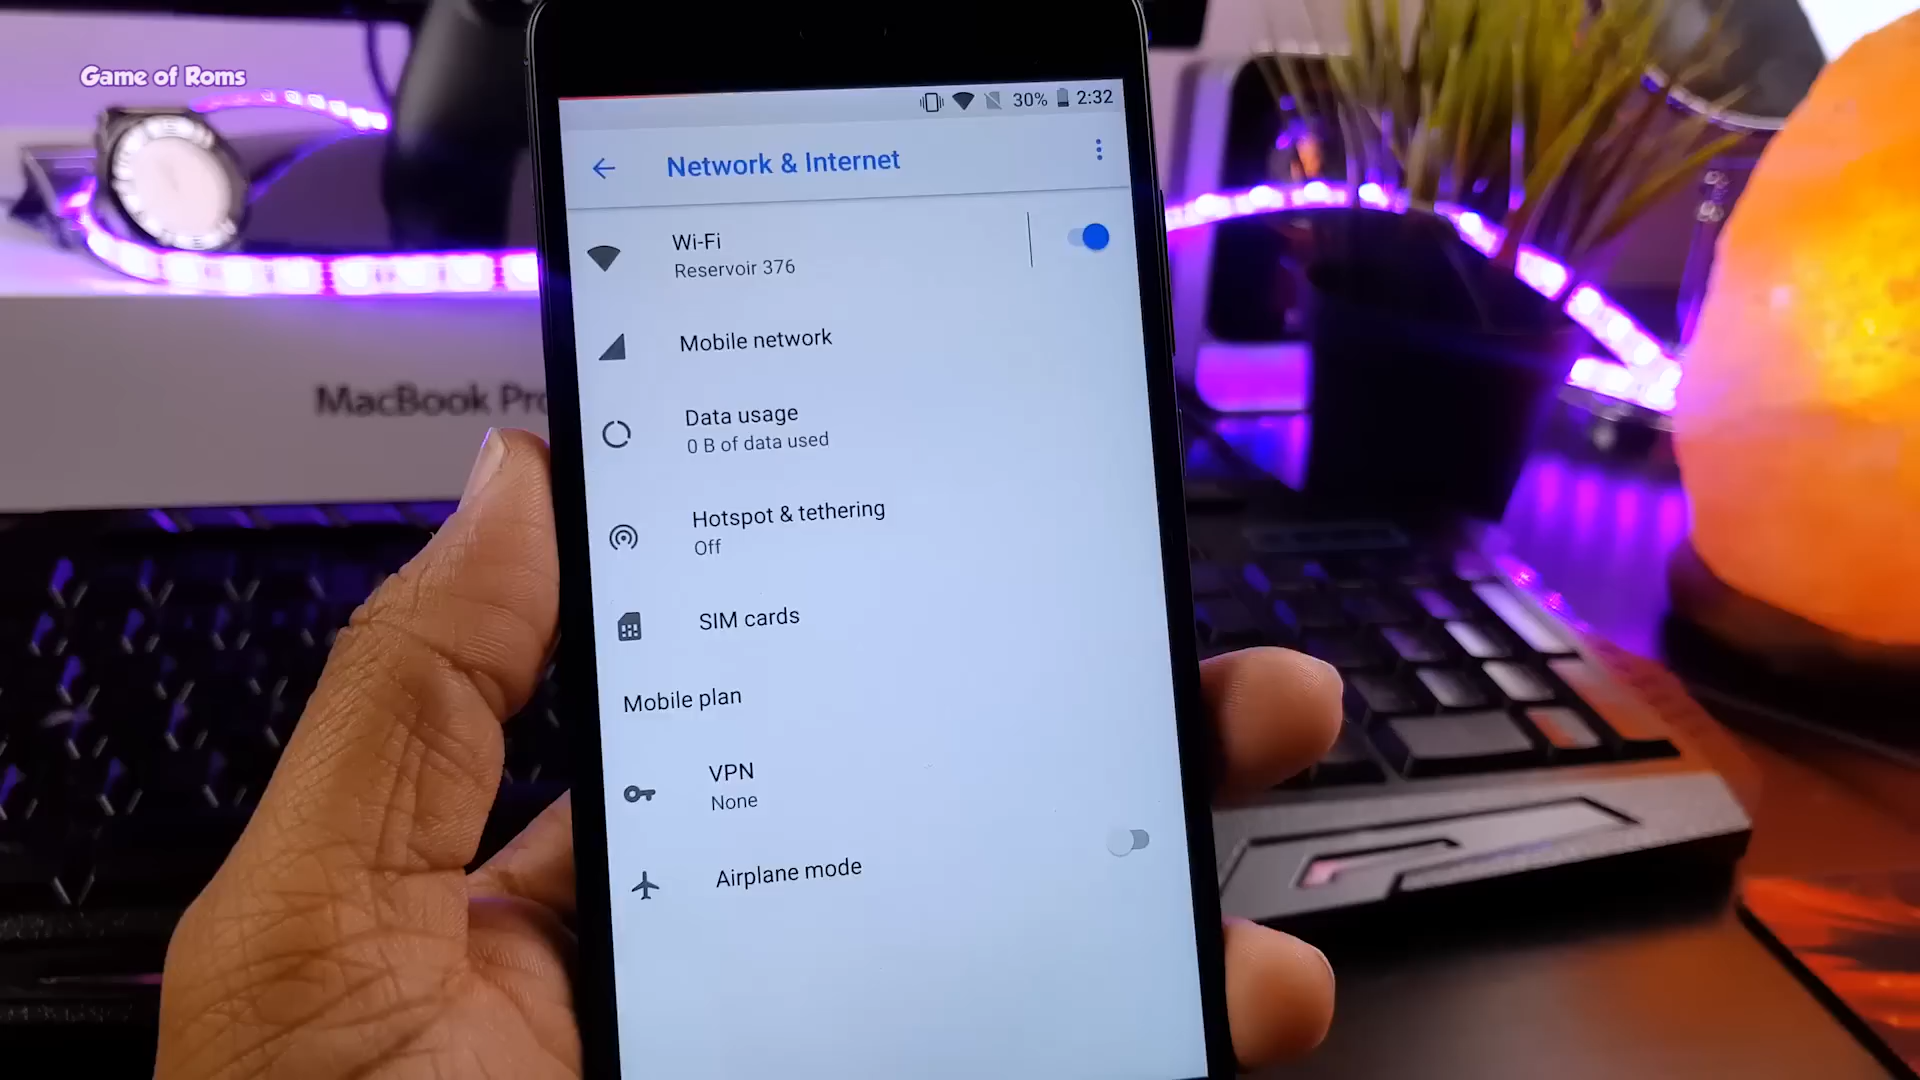 Game of Roms
30% 2:32
Network & Internet
Wi-Fi
Reservoir 376
Mobile network
MacBook Pro
Data usage
0 B of data used
Hotspot & tethering
Off
SIM cards
Mobile plan
VPN
None
Airplane mode